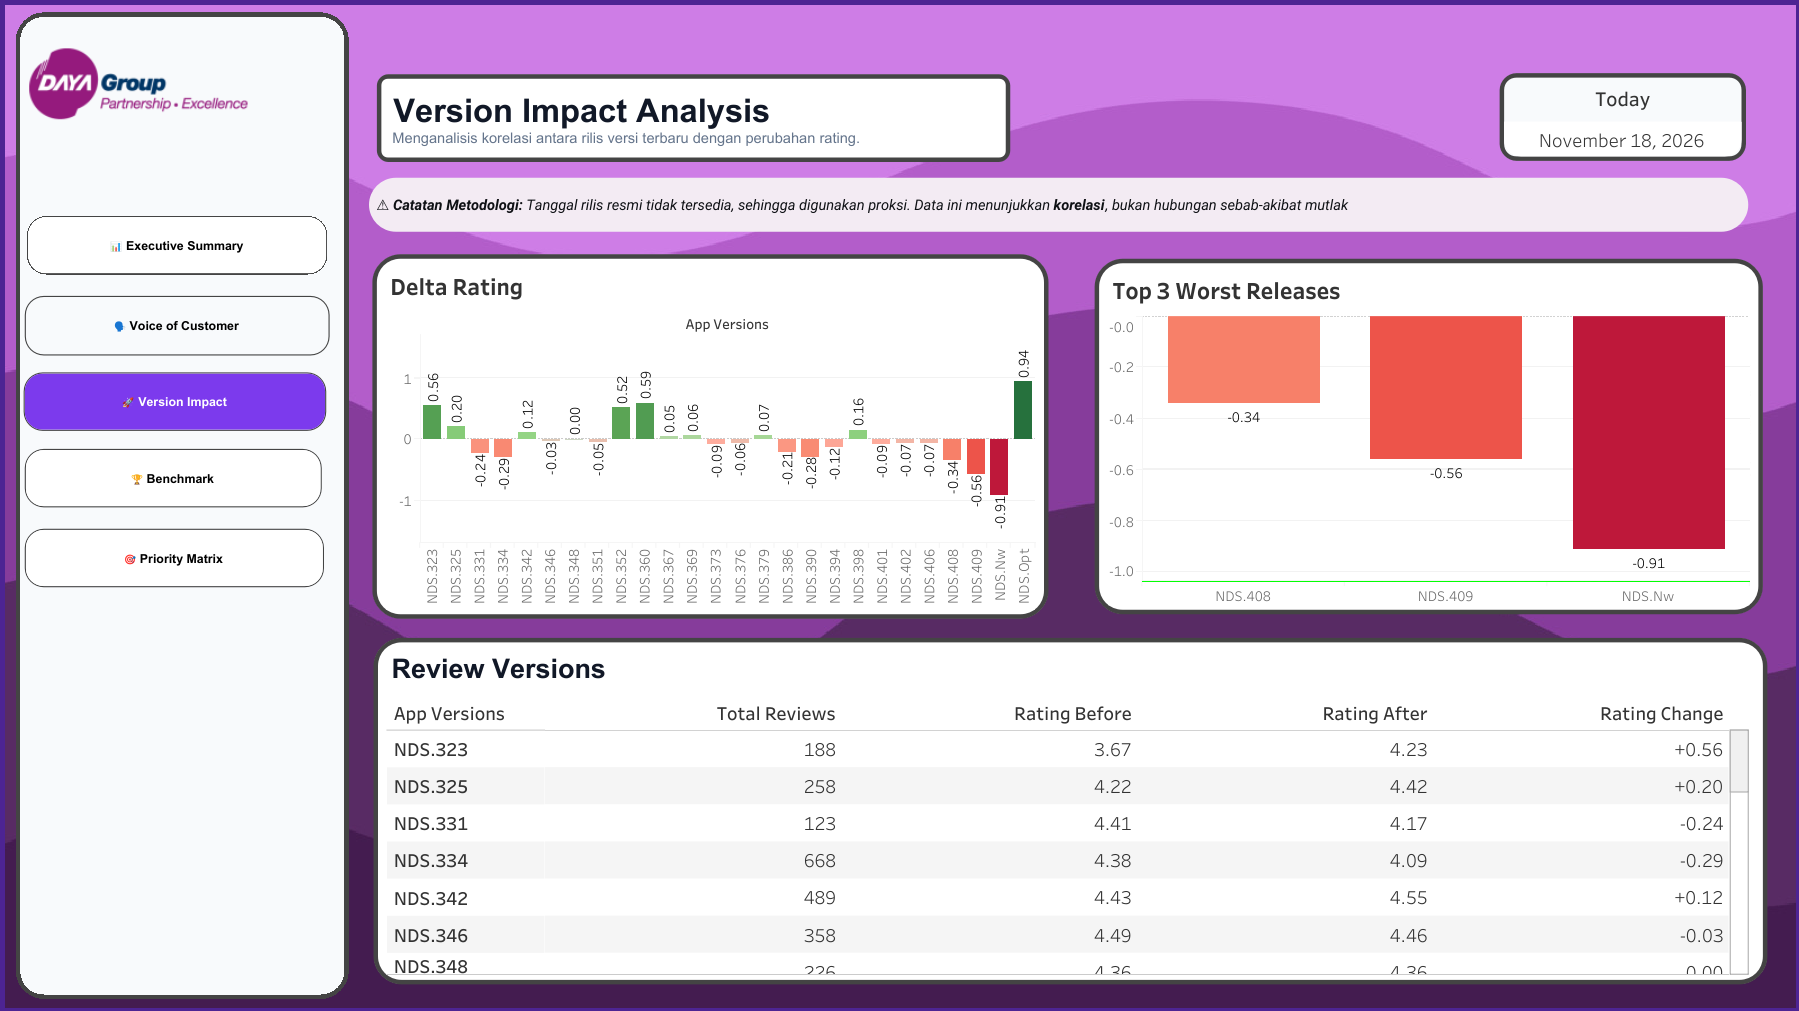 DAYA Group
Partnership • Excellence
📊 Executive Summary
🗣 Voice of Customer
🚀 Version Impact
🏆 Benchmark
🎯 Priority Matrix
Version Impact Analysis
Menganalisis korelasi antara rilis versi terbaru dengan perubahan rating.
Today
November 18, 2026
⚠ Catatan Metodologi: Tanggal rilis resmi tidak tersedia, sehingga digunakan proksi. Data ini menunjukkan korelasi, bukan hubungan sebab-akibat mutlak
Delta Rating
App Versions
1
0
-1
0.56
0.20
-0.24
-0.29
0.12
-0.03
0.00
-0.05
0.52
0.59
0.05
0.06
-0.09
-0.06
0.07
-0.21
-0.28
-0.12
0.16
-0.09
-0.07
-0.07
-0.34
-0.56
-0.91
0.94
NDS.323
NDS.325
NDS.331
NDS.334
NDS.342
NDS.346
NDS.348
NDS.351
NDS.352
NDS.360
NDS.367
NDS.369
NDS.373
NDS.376
NDS.379
NDS.386
NDS.390
NDS.394
NDS.398
NDS.401
NDS.402
NDS.406
NDS.408
NDS.409
NDS.Nw
NDS.Opt
Top 3 Worst Releases
-0.0
-0.2
-0.4
-0.6
-0.8
-1.0
-0.34
-0.56
-0.91
NDS.408 NDS.409 NDS.Nw
Review Versions
App Versions Total Reviews Rating Before Rating After Rating Change
NDS.323 188 3.67 4.23 +0.56
NDS.325 258 4.22 4.42 +0.20
NDS.331 123 4.41 4.17 -0.24
NDS.334 668 4.38 4.09 -0.29
NDS.342 489 4.43 4.55 +0.12
NDS.346 358 4.49 4.46 -0.03
NDS.348 226 4.36 4.36 0.00